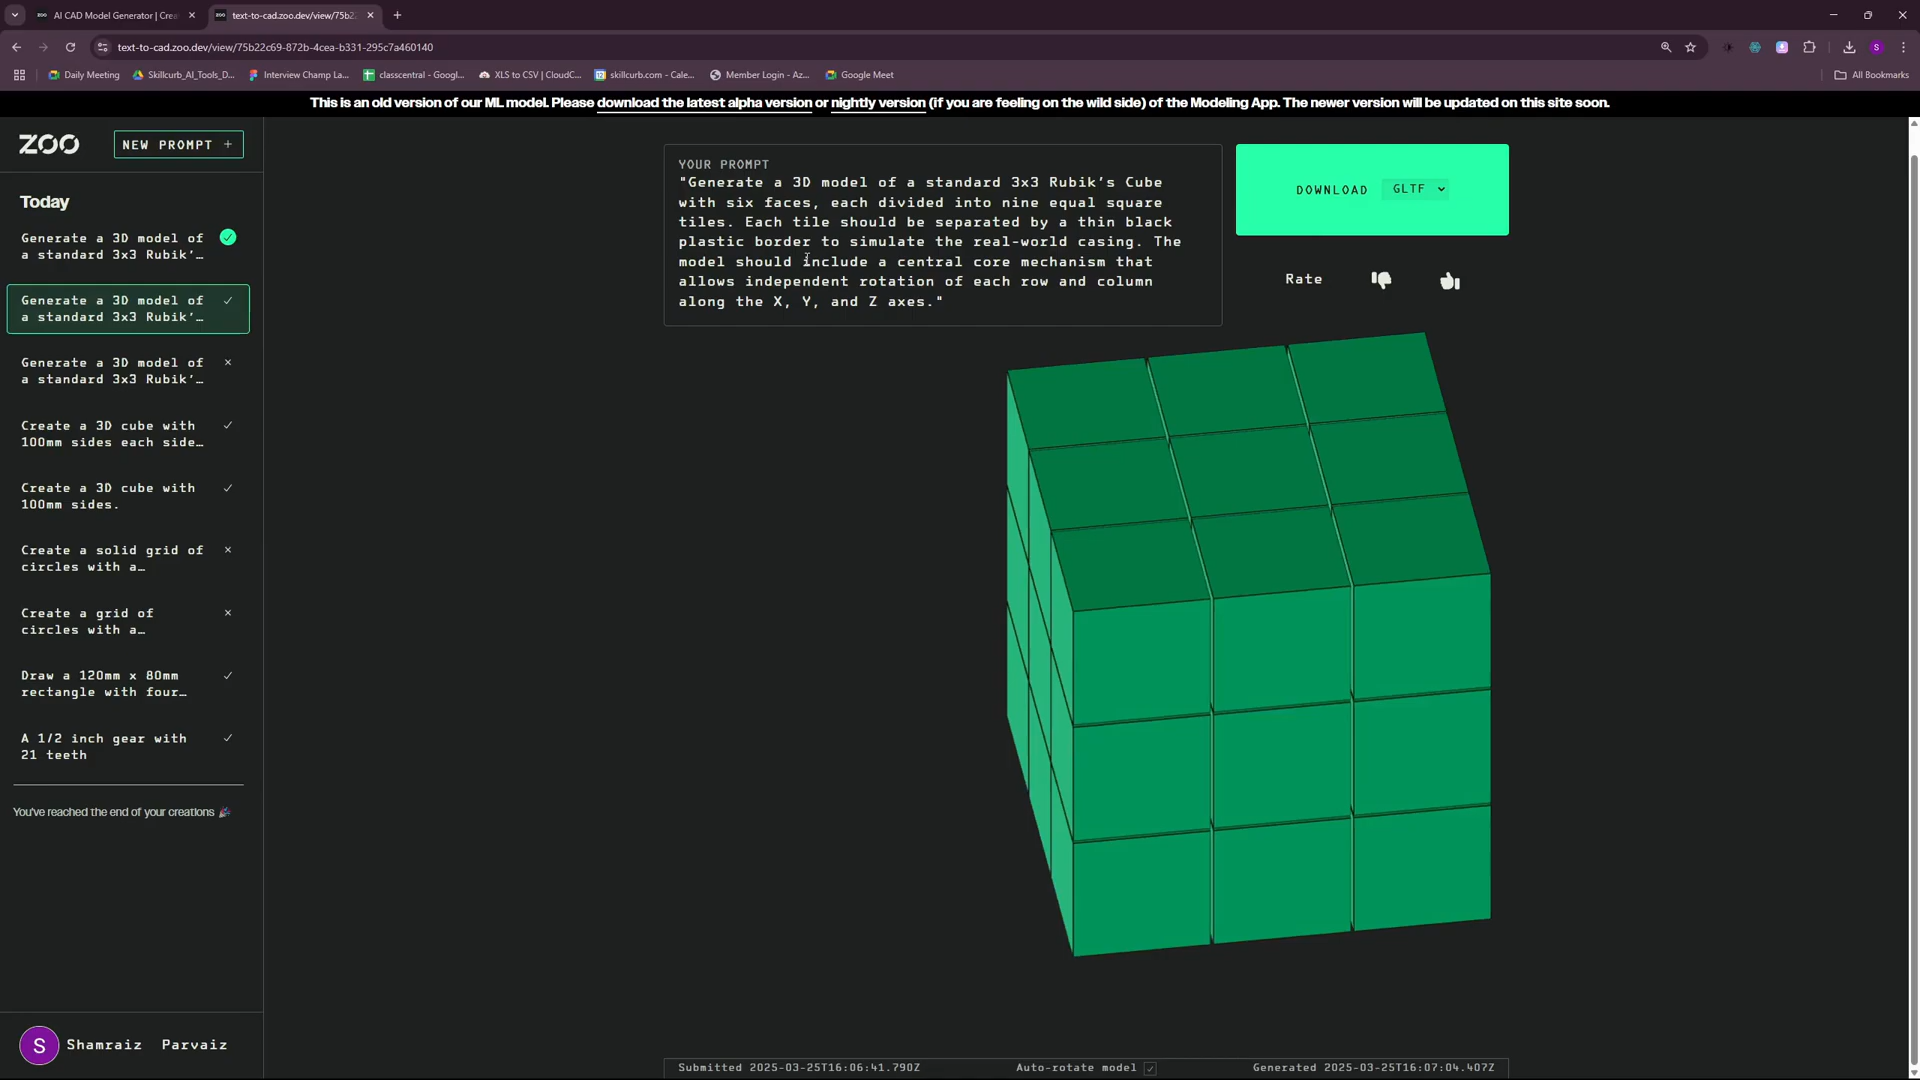 AI CAD Model Generator | Crea
text-to-cad.zoo.dev/view/75b2
text-to-cad.zoo.dev/view/75b22c69-872b-4cea-b331-295c7a460140
Daily Meeting
Skillcurb_AI_Tools_D...
Interview Champ La...
classcentral - Googl...
XLS to CSV | CloudC...
skillcurb.com - Cale...
Member Login - Az...
Google Meet
All Bookmarks
This is an old version of our ML model. Please download the latest alpha version or nightly version (if you are feeling on the wild side) of the Modeling App. The newer version will be updated on this site soon.
ZOO
NEW PROMPT +
Today
Generate a 3D model of
a standard 3x3 Rubik’…
Generate a 3D model of
a standard 3x3 Rubik’…
Generate a 3D model of
a standard 3x3 Rubik’…
Create a 3D cube with
100mm sides each side…
Create a 3D cube with
100mm sides.
Create a solid grid of
circles with a…
Create a grid of
circles with a…
Draw a 120mm x 80mm
rectangle with four…
A 1/2 inch gear with
21 teeth
You've reached the end of your creations 🎉
S
Shamraiz Parvaiz
YOUR PROMPT
"Generate a 3D model of a standard 3x3 Rubik’s Cube
with six faces, each divided into nine equal square
tiles. Each tile should be separated by a thin black
plastic border to simulate the real-world casing. The
model should include a central core mechanism that
allows independent rotation of each row and column
along the X, Y, and Z axes."
DOWNLOAD GLTF
Rate
Submitted 2025-03-25T16:06:41.790Z
Auto-rotate model
Generated 2025-03-25T16:07:04.407Z